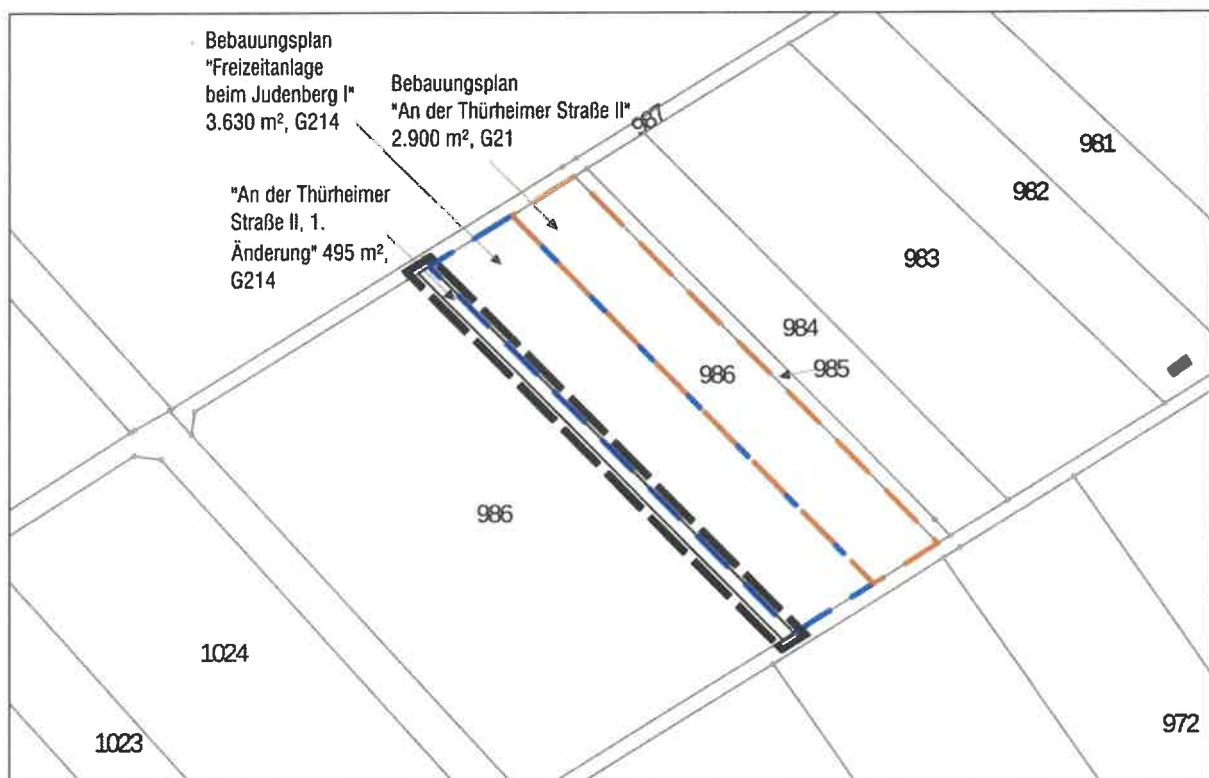 Bebauungsplan
"Freizeitanlage
beim Judenberg I"
3.630 m², G214
Bebauungsplan
"An der Thürheimer Straße II"
2.900 m², G21
"An der Thürheimer
Straße II, 1.
Änderung" 495 m²,
G214
987
981
982
983
984
985
986
986
1024
1023
972